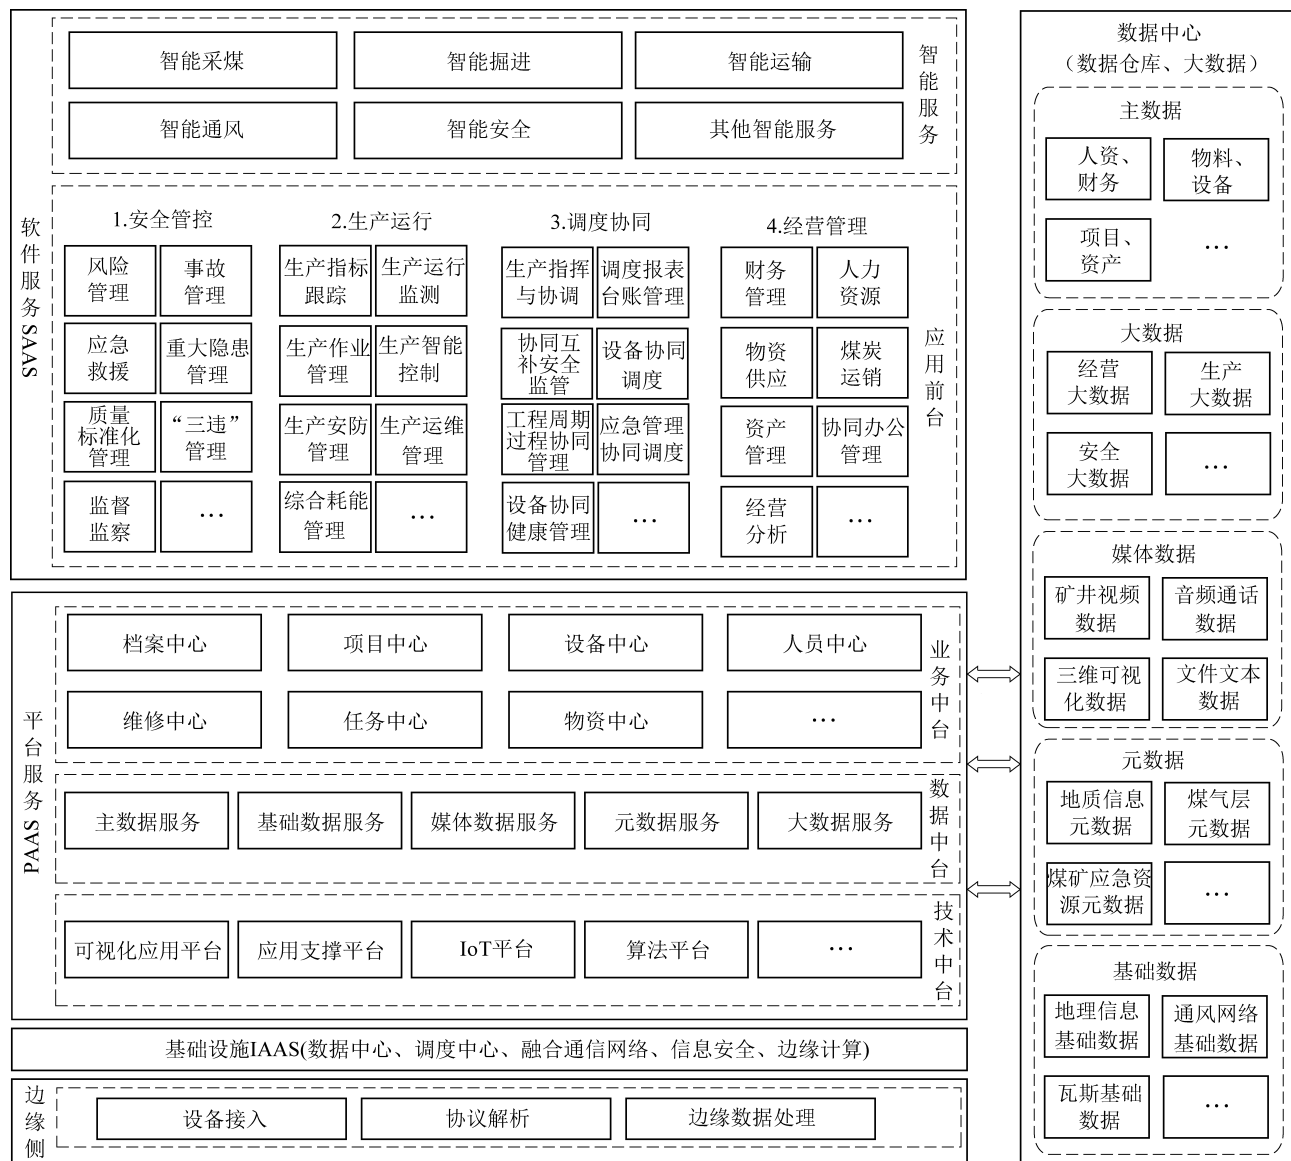 智能采煤
智能掘进
智能运输
智能通风
智能安全
其他智能服务
智能服务
软件服务SAAS
1.安全管控
风险
管理
事故
管理
应急
救援
重大隐患
管理
质量
标准化
管理
“三违”
管理
监督
监察
…
2.生产运行
生产指标
跟踪
生产运行
监测
生产作业
管理
生产智能
控制
生产安防
管理
生产运维
管理
综合耗能
管理
…
3.调度协同
生产指挥
与协调
调度报表
台账管理
协同互
补安全
监管
设备协同
调度
工程周期
过程协同
管理
应急管理
协同调度
设备协同
健康管理
…
4.经营管理
财务
管理
人力
资源
物资
供应
煤炭
运销
资产
管理
协同办公
管理
经营
分析
…
应用前台
平台服务PAAS
档案中心
项目中心
设备中心
人员中心
维修中心
任务中心
物资中心
…
业务中台
主数据服务
基础数据服务
媒体数据服务
元数据服务
大数据服务
数据中台
可视化应用平台
应用支撑平台
IoT平台
算法平台
…
技术中台
基础设施IAAS(数据中心、调度中心、融合通信网络、信息安全、边缘计算)
边缘侧
设备接入
协议解析
边缘数据处理
数据中心
（数据仓库、大数据）
主数据
人资、
财务
物料、
设备
项目、
资产
…
大数据
经营
大数据
生产
大数据
安全
大数据
…
媒体数据
矿井视频
数据
音频通话
数据
三维可视
化数据
文件文本
数据
元数据
地质信息
元数据
煤气层
元数据
煤矿应急资
源元数据
…
基础数据
地理信息
基础数据
通风网络
基础数据
瓦斯基础
数据
…